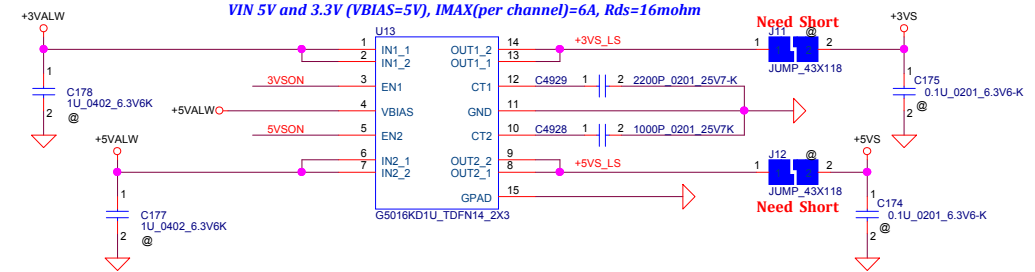 VIN 5V and 3.3V (VBIAS=5V), IMAX(per channel)=6A, Rds=16mohm
+3VALW
U13
Need Short
+3VS
1 IN1_1
2 IN1_2
OUT1_2 14
OUT1_1 13
+3VS_LS
J11 @
1 1 2 2
JUMP_43X118
3VSON
3 EN1
CT1 12
C4929
1 2 2200P_0201_25V7-K
1
2
C178
1U_0402_6.3V6K
@
1
2
C175
0.1U_0201_6.3V6-K
@
+5VALW
4 VBIAS
GND 11
5VSON
5 EN2
CT2 10
C4928
1 2 1000P_0201_25V7K
+5VALW
+5VS
6 IN2_1
7 IN2_2
OUT2_2 9
OUT2_1 8
+5VS_LS
J12 @
1 1 2 2
JUMP_43X118
Need Short
GPAD 15
G5016KD1U_TDFN14_2X3
1
2
C177
1U_0402_6.3V6K
@
1
2
C174
0.1U_0201_6.3V6-K
@